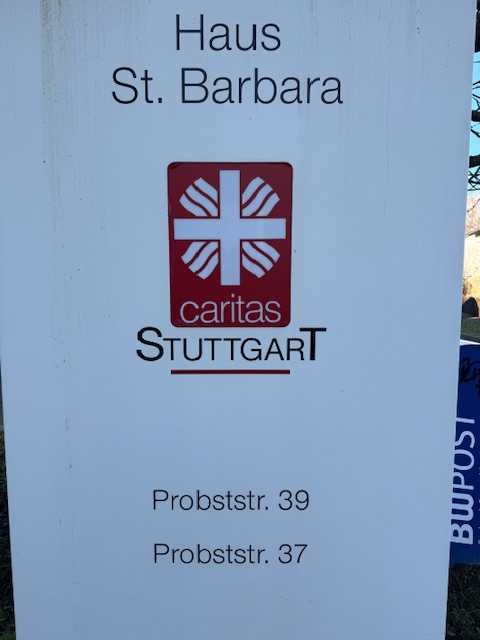 Haus
St. Barbara
caritas
STUTTGART
Probststr. 39
Probststr. 37
BWPOST